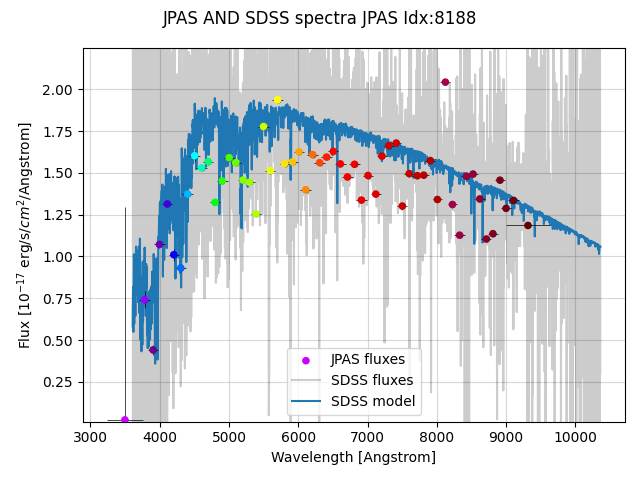 JPAS AND SDSS spectra JPAS Idx:8188
Flux [10⁻¹⁷ erg/s/cm²/Angstrom]
2.00
1.75
1.50
1.25
1.00
0.75
0.50
0.25
JPAS fluxes
SDSS fluxes
SDSS model
3000 4000 5000 6000 7000 8000 9000 10000
Wavelength [Angstrom]